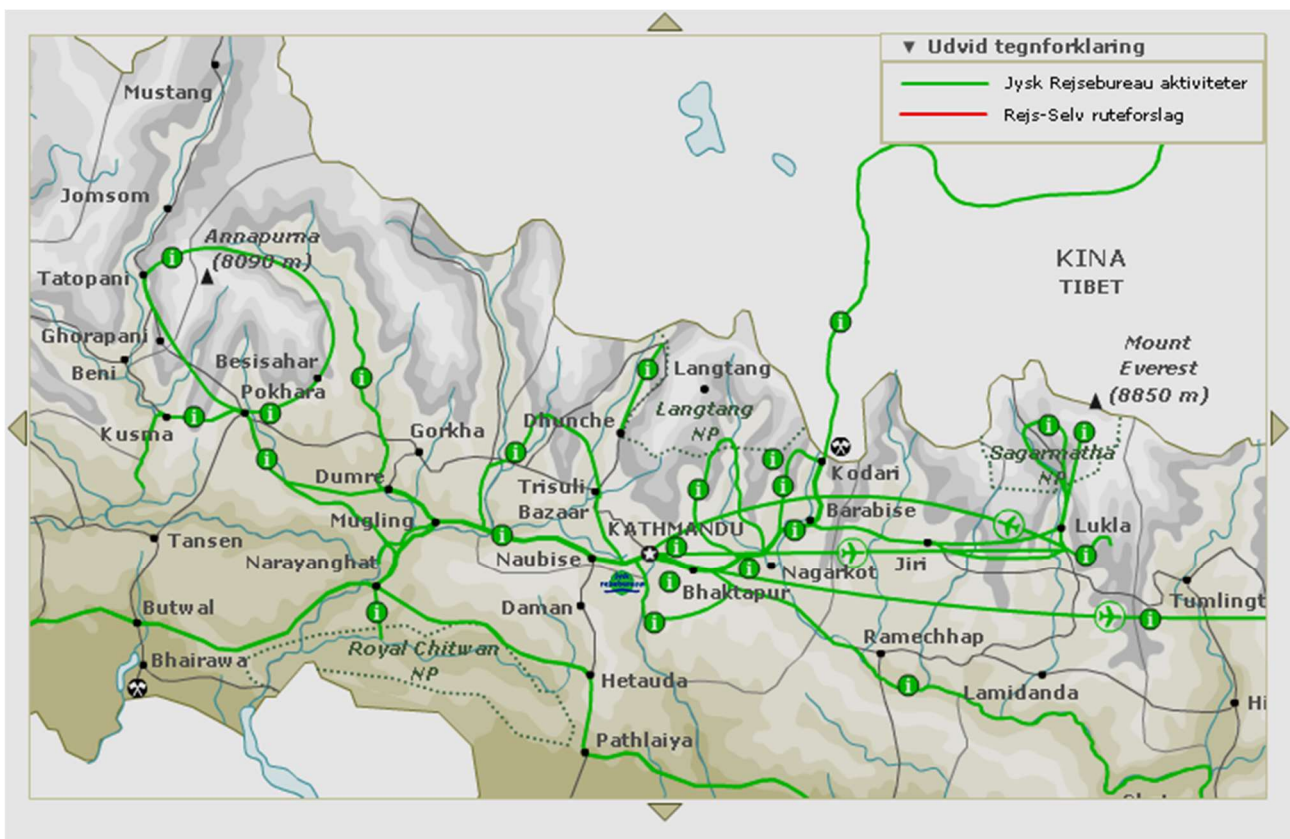 ▼ Udvid tegnforklaring
Jysk Rejsebureau aktiviteter
Rejs-Selv ruteforslag
Mustang
Jomsom
Annapurna
(8090 m)
Tatopani
KINA
TIBET
Ghorapani
Beni
Besisahar
Pokhara
Mount
Everest
(8850 m)
Langtang
Langtang
NP
Kusma
Gorkha
Dhunche
Kodari
Sagarmatha
NP
Dumre
Trisuli
Bazaar
Mugling
KATHMANDU
Barabise
Lukla
Tansen
Narayanghat
Naubise
Nagarkot
Jiri
Jysk
rejsebureau
Bhaktapur
Butwal
Daman
Tumlingt
Ramechhap
Bhairawa
Royal Chitwan
NP
Hetauda
Lamidanda
Hi
Pathlaiya